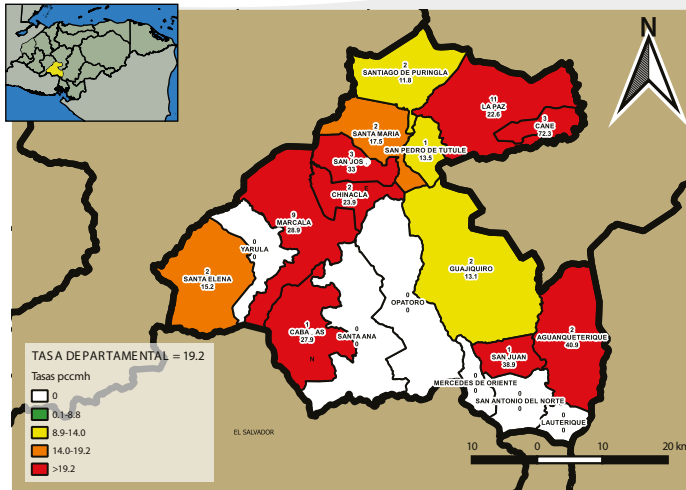 N
2
SANTIAGO DE PURINGLA
11.8
11
LA PAZ
22.6
3
CANE
72.3
2
SANTA MARIA
17.5
1
SAN PEDRO DE TUTULE
13.5
3
SAN JOS
33
2
CHINACLA
23.9
9
MARCALA
28.9
0
YARULA
0
2
SANTA ELENA
15.2
2
GUAJIQUIRO
13.1
0
OPATORO
0
0
SANTA ANA
0
1
CABA , AS
27.9
N
2
AGUANQUETERIQUE
40.9
1
SAN JUAN
38.9
0
MERCEDES DE ORIENTE
0
0
SAN ANTONIO DEL NORTE
0
0
LAUTERIQUE
0
TASA DEPARTAMENTAL = 19.2
Tasas pccmh
0
0.1-8.8
8.9-14.0
14.0-19.2
>19.2
EL SALVADOR
10 0 10 20 km